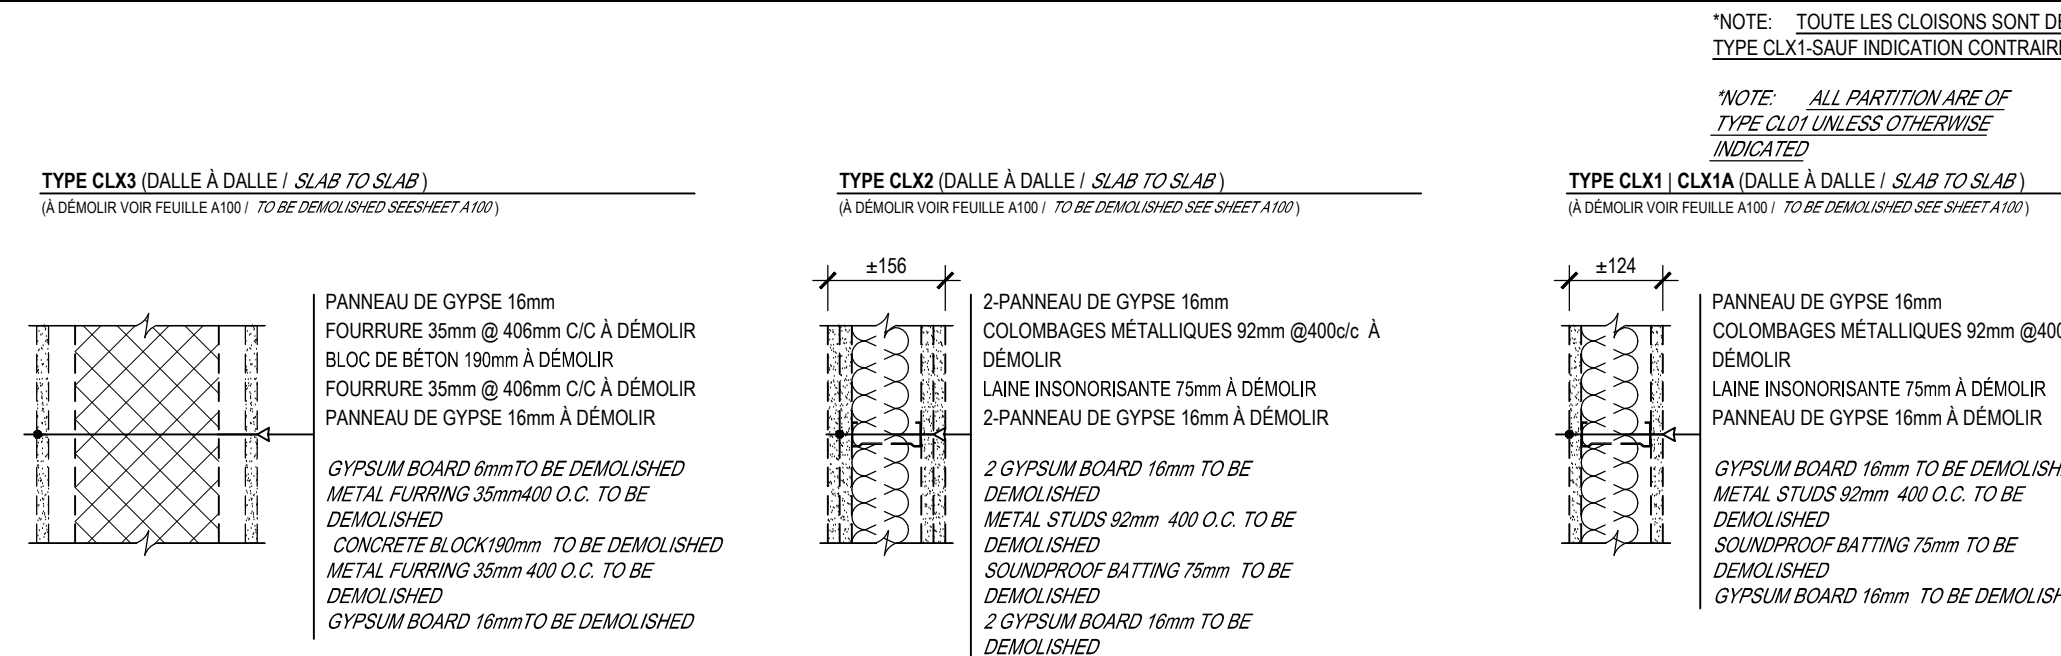 *NOTE: TOUTE LES CLOISONS SONT DE
TYPE CLX1-SAUF INDICATION CONTRAIRE
*NOTE: ALL PARTITION ARE OF
TYPE CL01 UNLESS OTHERWISE
INDICATED
TYPE CLX3 (DALLE À DALLE / SLAB TO SLAB)
(À DÉMOLIR VOIR FEUILLE A100 / TO BE DEMOLISHED SEESHEET A100)
PANNEAU DE GYPSE 16mm
FOURRURE 35mm @ 406mm C/C À DÉMOLIR
BLOC DE BÉTON 190mm À DÉMOLIR
FOURRURE 35mm @ 406mm C/C À DÉMOLIR
PANNEAU DE GYPSE 16mm À DÉMOLIR
GYPSUM BOARD 6mmTO BE DEMOLISHED
METAL FURRING 35mm400 O.C. TO BE
DEMOLISHED
CONCRETE BLOCK190mm TO BE DEMOLISHED
METAL FURRING 35mm 400 O.C. TO BE
DEMOLISHED
GYPSUM BOARD 16mmTO BE DEMOLISHED
TYPE CLX2 (DALLE À DALLE / SLAB TO SLAB)
(À DÉMOLIR VOIR FEUILLE A100 / TO BE DEMOLISHED SEE SHEET A100)
±156
2-PANNEAU DE GYPSE 16mm
COLOMBAGES MÉTALLIQUES 92mm @400c/c À
DÉMOLIR
LAINE INSONORISANTE 75mm À DÉMOLIR
2-PANNEAU DE GYPSE 16mm À DÉMOLIR
2 GYPSUM BOARD 16mm TO BE
DEMOLISHED
METAL STUDS 92mm 400 O.C. TO BE
DEMOLISHED
SOUNDPROOF BATTING 75mm TO BE
DEMOLISHED
2 GYPSUM BOARD 16mm TO BE
DEMOLISHED
TYPE CLX1 | CLX1A (DALLE À DALLE / SLAB TO SLAB)
(À DÉMOLIR VOIR FEUILLE A100 / TO BE DEMOLISHED SEE SHEET A100)
±124
PANNEAU DE GYPSE 16mm
COLOMBAGES MÉTALLIQUES 92mm @400
DÉMOLIR
LAINE INSONORISANTE 75mm À DÉMOLIR
PANNEAU DE GYPSE 16mm À DÉMOLIR
GYPSUM BOARD 16mm TO BE DEMOLISH
METAL STUDS 92mm 400 O.C. TO BE
DEMOLISHED
SOUNDPROOF BATTING 75mm TO BE
DEMOLISHED
GYPSUM BOARD 16mm TO BE DEMOLISH